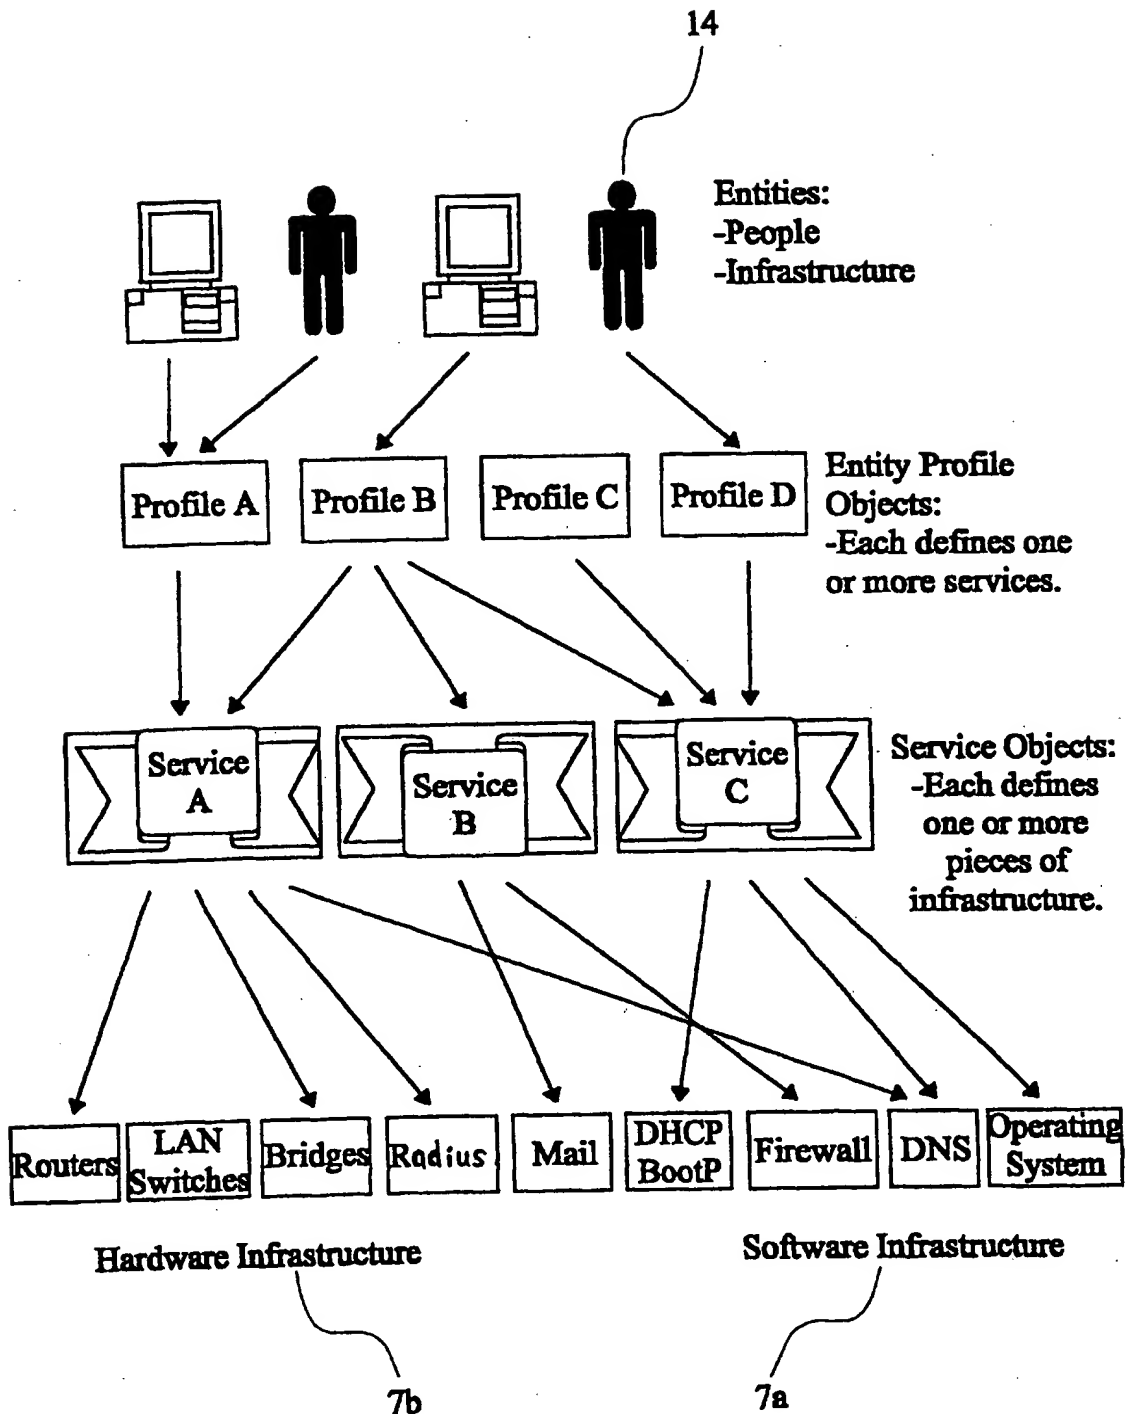 14
Entities:
-People
-Infrastructure
Profile A
Profile B
Profile C
Profile D
Entity Profile
Objects:
-Each defines one
or more services.
Service
A
Service
B
Service
C
Service Objects:
-Each defines
one or more
pieces of
infrastructure.
Routers
LAN
Switches
Bridges
Radius
Mail
DHCP
BootP
Firewall
DNS
Operating
System
Hardware Infrastructure
Software Infrastructure
7b
7a